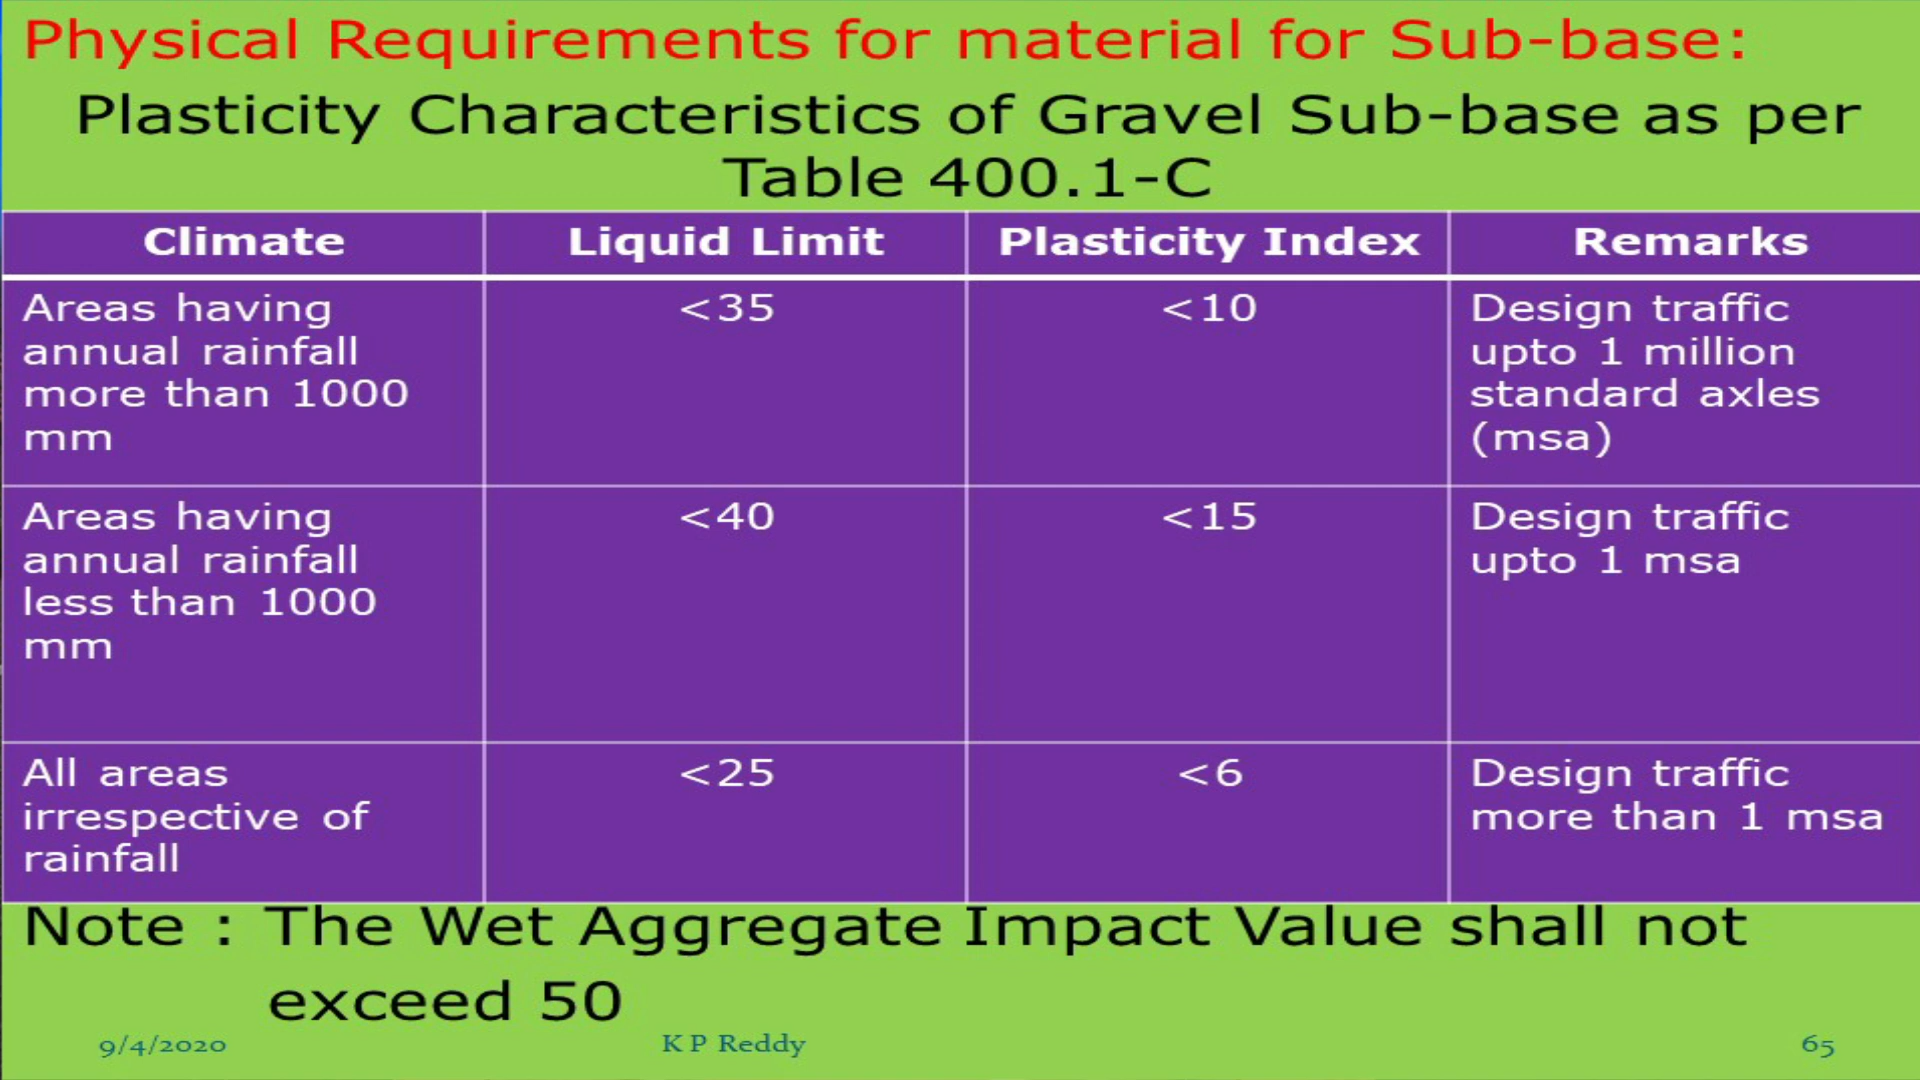 Physical Requirements for material for Sub-base:
Plasticity Characteristics of Gravel Sub-base as per
Table 400.1-C
Climate
Liquid Limit
Plasticity Index
Remarks
Areas having
annual rainfall
more than 1000
mm
<35
<10
Design traffic
upto 1 million
standard axles
(msa)
Areas having
annual rainfall
less than 1000
mm
<40
<15
Design traffic
upto 1 msa
All areas
irrespective of
rainfall
<25
<6
Design traffic
more than 1 msa
Note : The Wet Aggregate Impact Value shall not
exceed 50
9/4/2020
K P Reddy
65